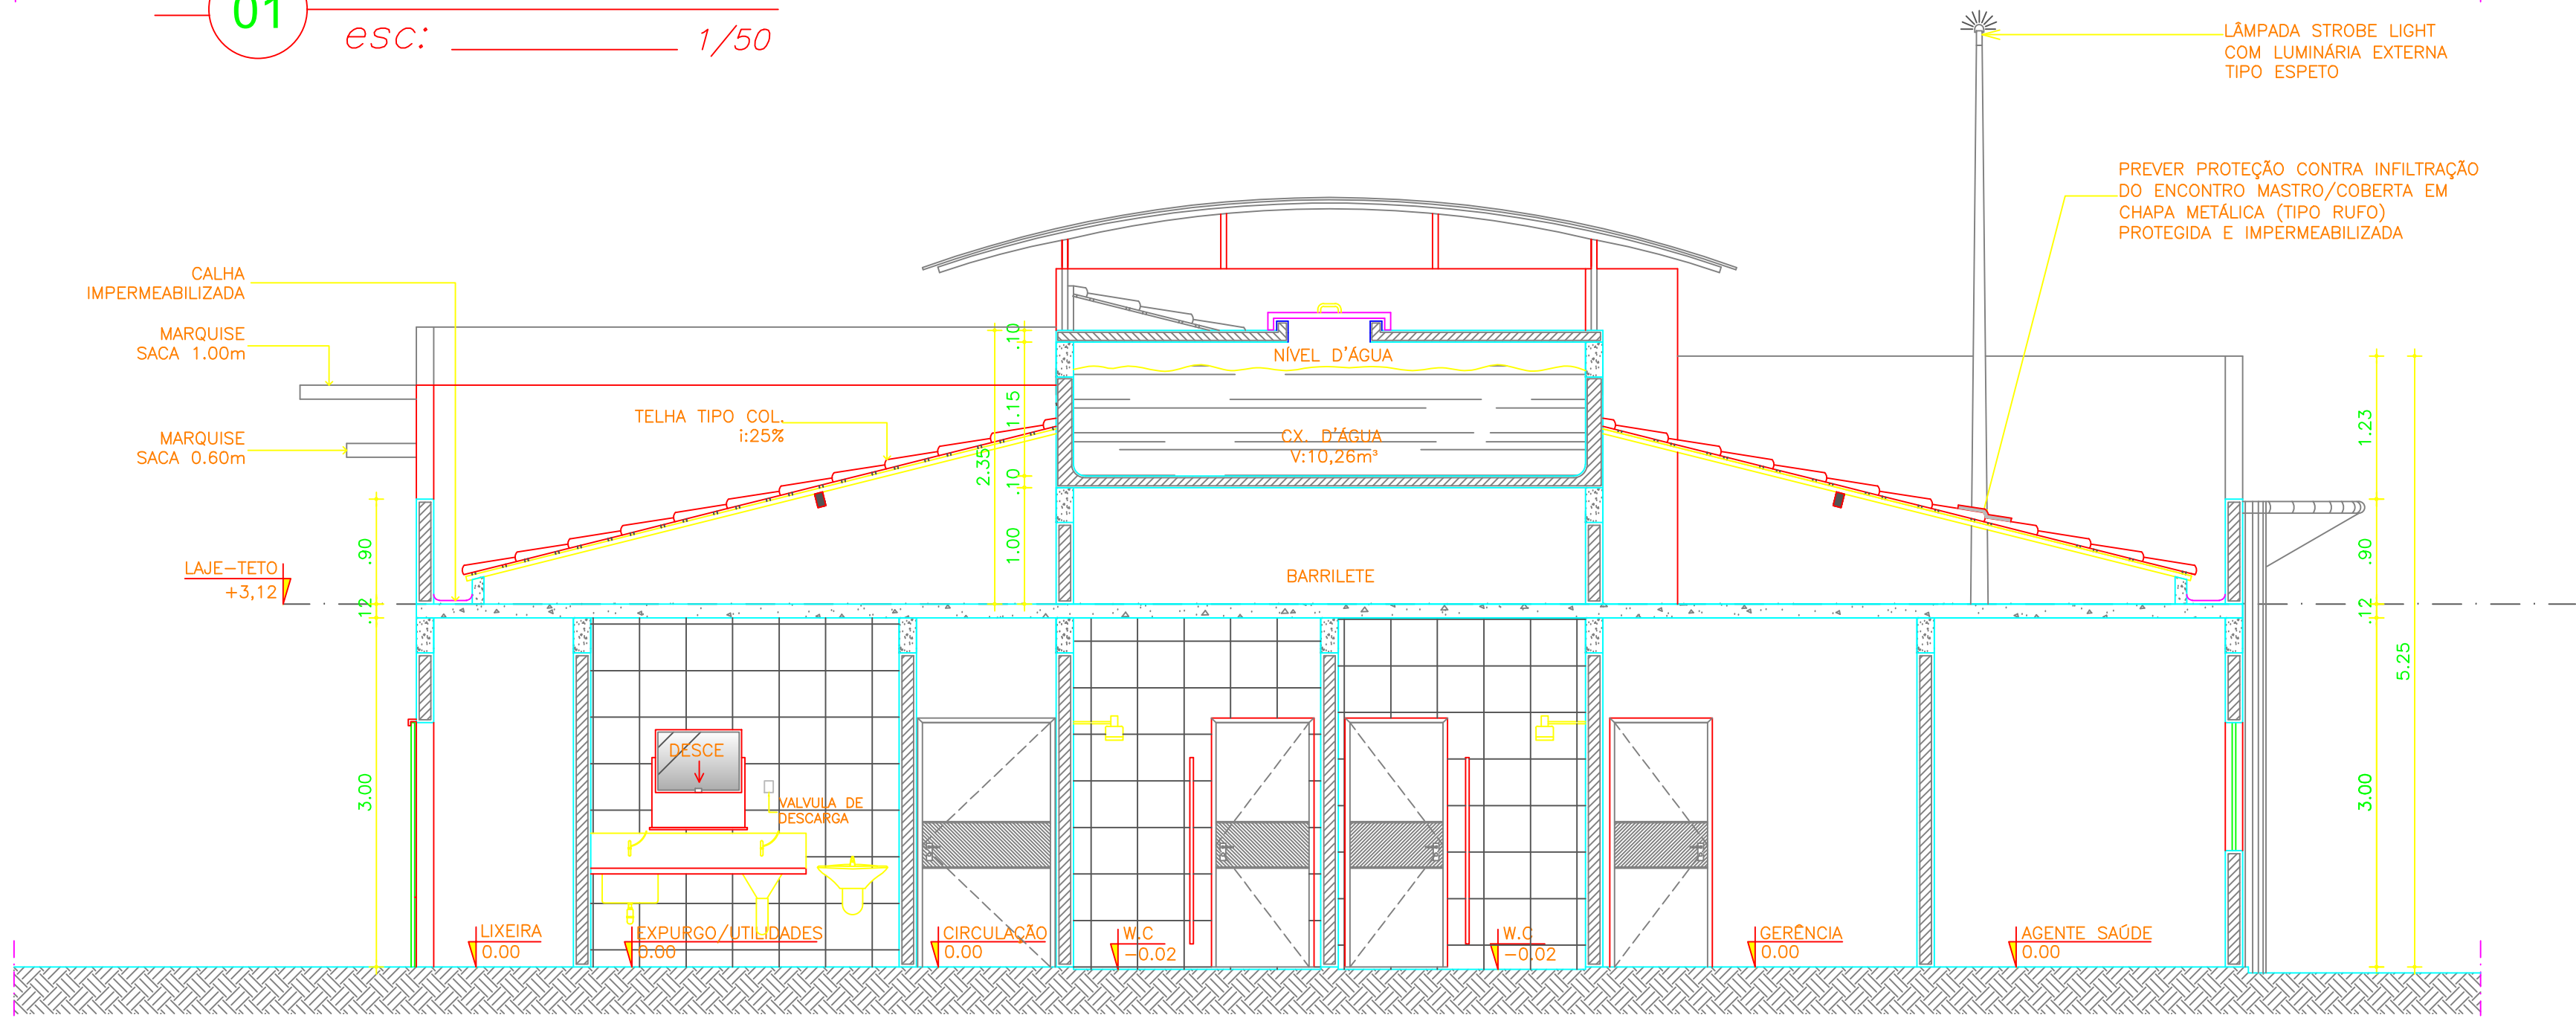 01
esc: 1/50
LÂMPADA STROBE LIGHT
COM LUMINÁRIA EXTERNA
TIPO ESPETO
PREVER PROTEÇÃO CONTRA INFILTRAÇÃO
DO ENCONTRO MASTRO/COBERTA EM
CHAPA METÁLICA (TIPO RUFO)
PROTEGIDA E IMPERMEABILIZADA
CALHA
IMPERMEABILIZADA
MARQUISE
SACA 1.00m
MARQUISE
SACA 0.60m
TELHA TIPO COL.
i:25%
NÍVEL D'ÁGUA
CX. D'ÁGUA
V:10,26m³
BARRILETE
LAJE-TETO
+3,12
.90
.12
3.00
2.35
.10
1.15
.10
1.00
1.23
.90
.12
3.00
5.25
DESCE
VALVULA DE
DESCARGA
LIXEIRA
0.00
EXPURGO/UTILIDADES
0.00
CIRCULAÇÃO
0.00
W.C
-0.02
W.C
-0.02
GERÊNCIA
0.00
AGENTE SAÚDE
0.00